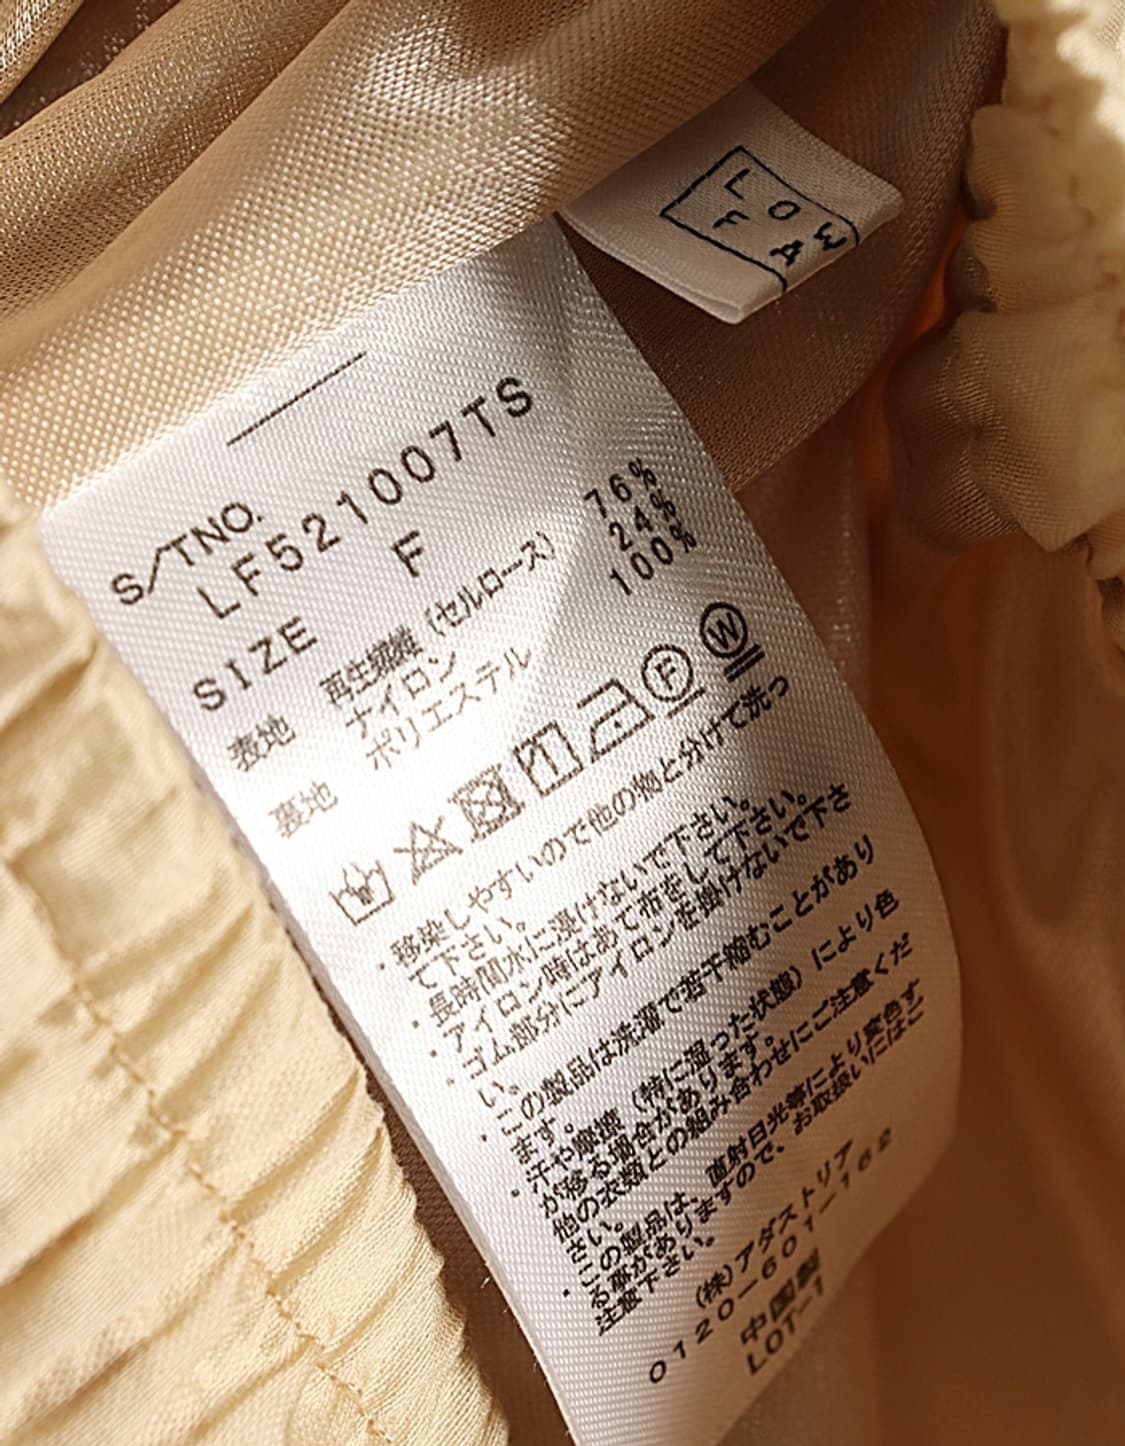 LOW
FA
S/TNO.
LF521007TS
SIZE F
表地 再生繊維 (セルロース) 76%
ナイロン 24%
裏地 ポリエステル 100%
F
W
・移染しやすいので他の物と分けて洗っ
て下さい。
・長時間水に浸けないで下さい。
・アイロン時はあて布をして下さい。
・ゴム部分にアイロンを掛けないで下さ
い。
・この製品は洗濯で若干縮むことがあり
ます。
・汗や摩擦 (特に湿った状態) により色
が移る場合があります。
他の衣類との組み合わせにご注意くだ
さい。
・この製品は、直射日光等により変色す
る事がありますので、お取扱いにはご
注意下さい。
(株)アダストリア
0120-601-162
中国製
LOT-1